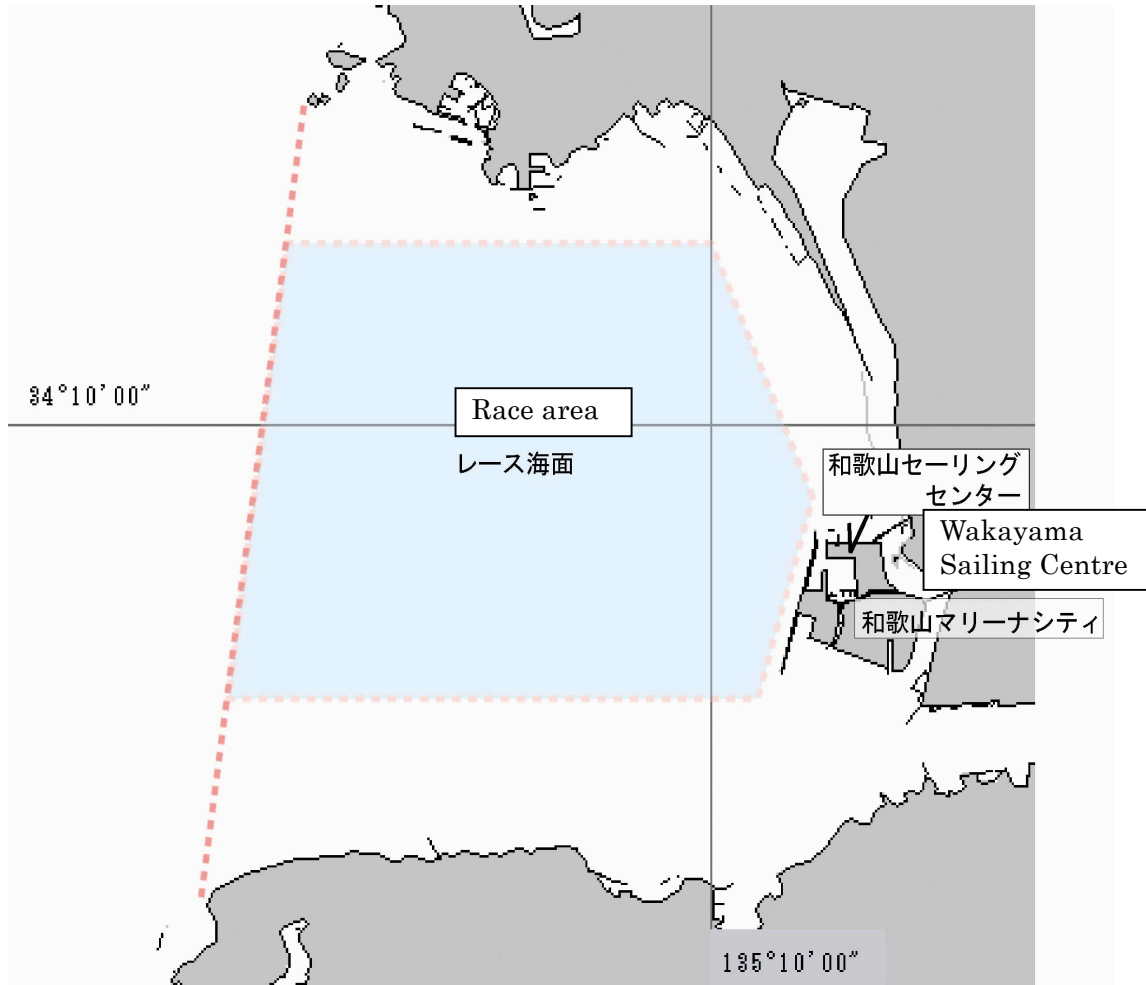 34°10'00"
Race area
レース海面
和歌山セーリング
センター
Wakayama
Sailing Centre
和歌山マリーナシティ
135°10'00"